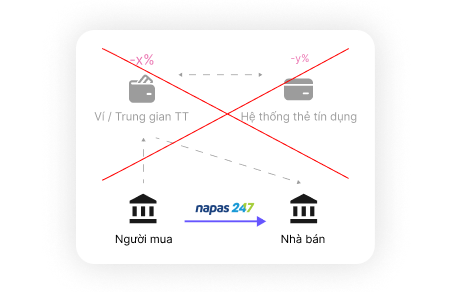 -x%
-y%
Ví / Trung gian TT
Hệ thống thẻ tín dụng
napas 247
Người mua
Nhà bán